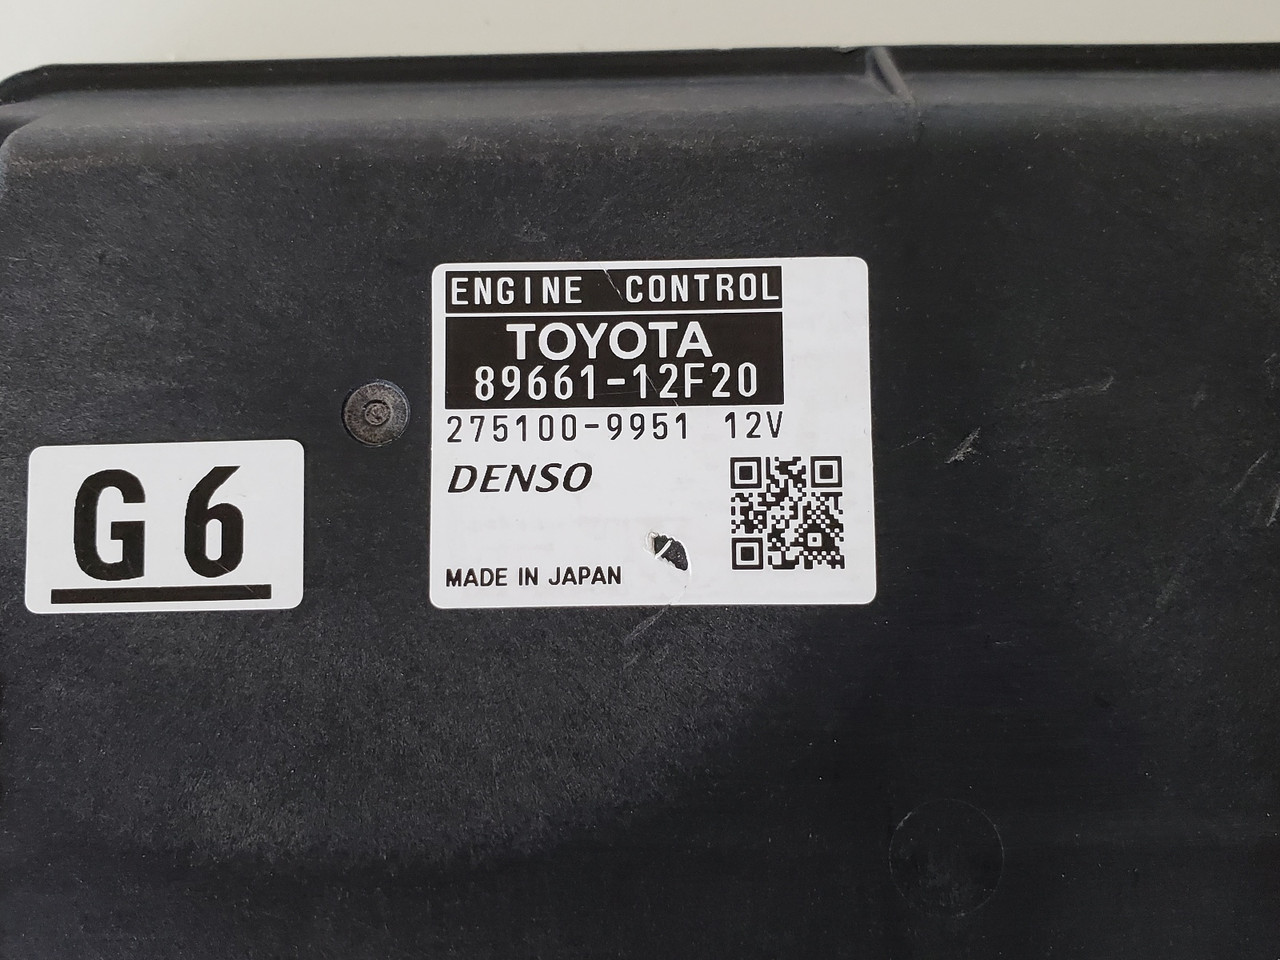 ENGINE CONTROL
TOYOTA
89661-12F20
275100-9951 12V
DENSO
MADE IN JAPAN
G6